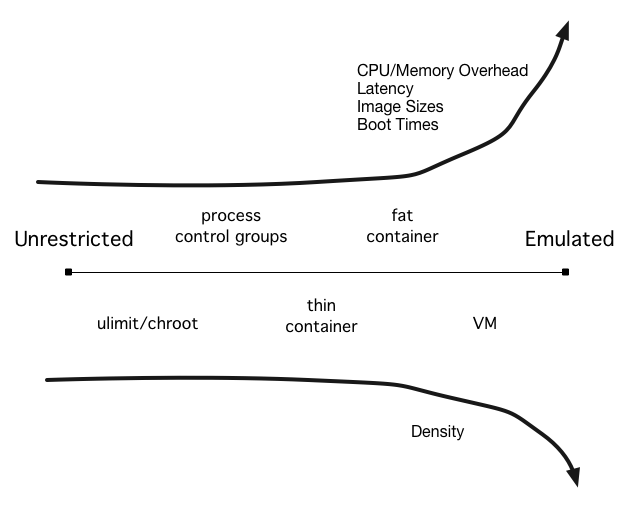 CPU/Memory Overhead
Latency
Image Sizes
Boot Times
process
control groups
fat
container
Unrestricted
Emulated
ulimit/chroot
thin
container
VM
Density